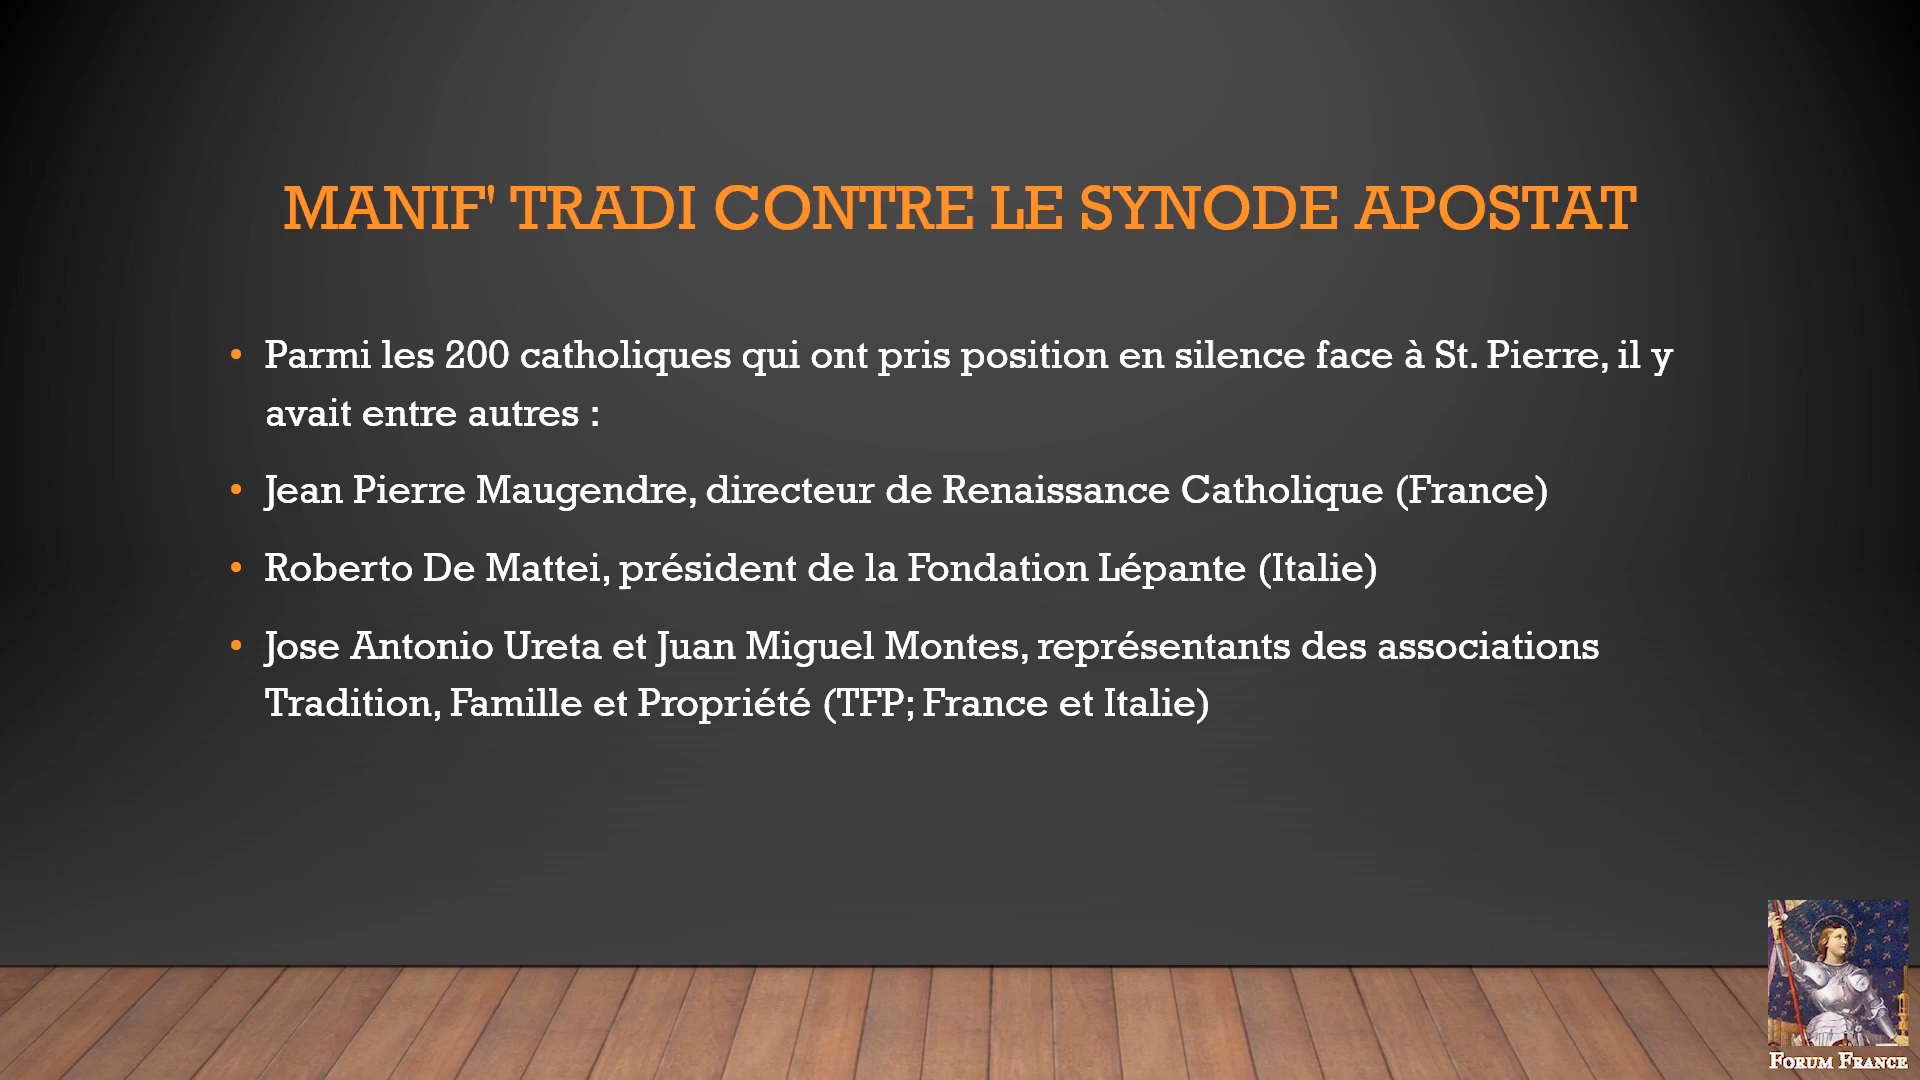 MANIF' TRADI CONTRE LE SYNODE APOSTAT
• Parmi les 200 catholiques qui ont pris position en silence face à St. Pierre, il y
avait entre autres :
• Jean Pierre Maugendre, directeur de Renaissance Catholique (France)
• Roberto De Mattei, président de la Fondation Lépante (Italie)
• Jose Antonio Ureta et Juan Miguel Montes, représentants des associations
Tradition, Famille et Propriété (TFP; France et Italie)
FORUM FRANCE